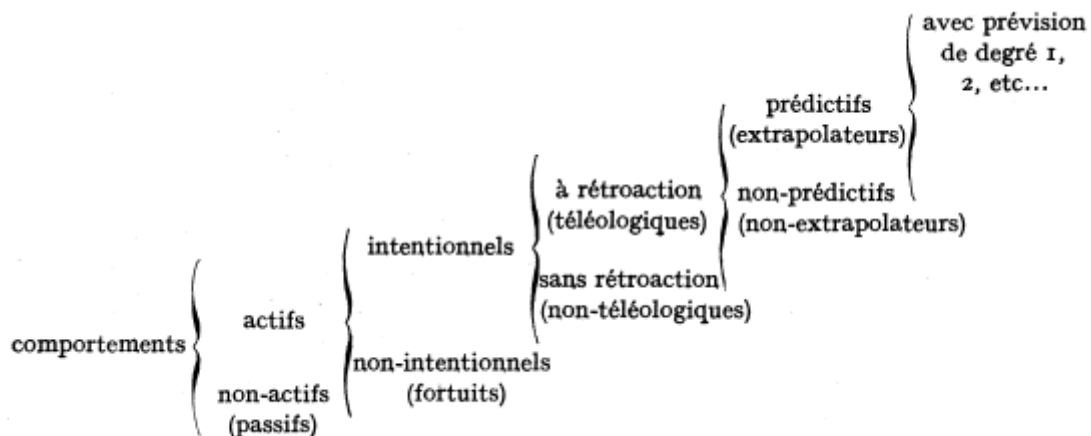 avec prévision
de degré 1,
2, etc...
prédictifs
(extrapolateurs)
à rétroaction
(téléologiques)
non-prédictifs
(non-extrapolateurs)
intentionnels
sans rétroaction
(non-téléologiques)
actifs
comportements
non-intentionnels
(fortuits)
non-actifs
(passifs)